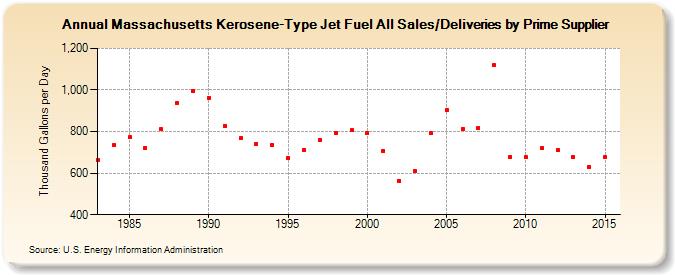 Annual Massachusetts Kerosene-Type Jet Fuel All Sales/Deliveries by Prime Supplier
Thousand Gallons per Day
1,200
1,000
800
600
400
1985 1990 1995 2000 2005 2010 2015
Source: U.S. Energy Information Administration